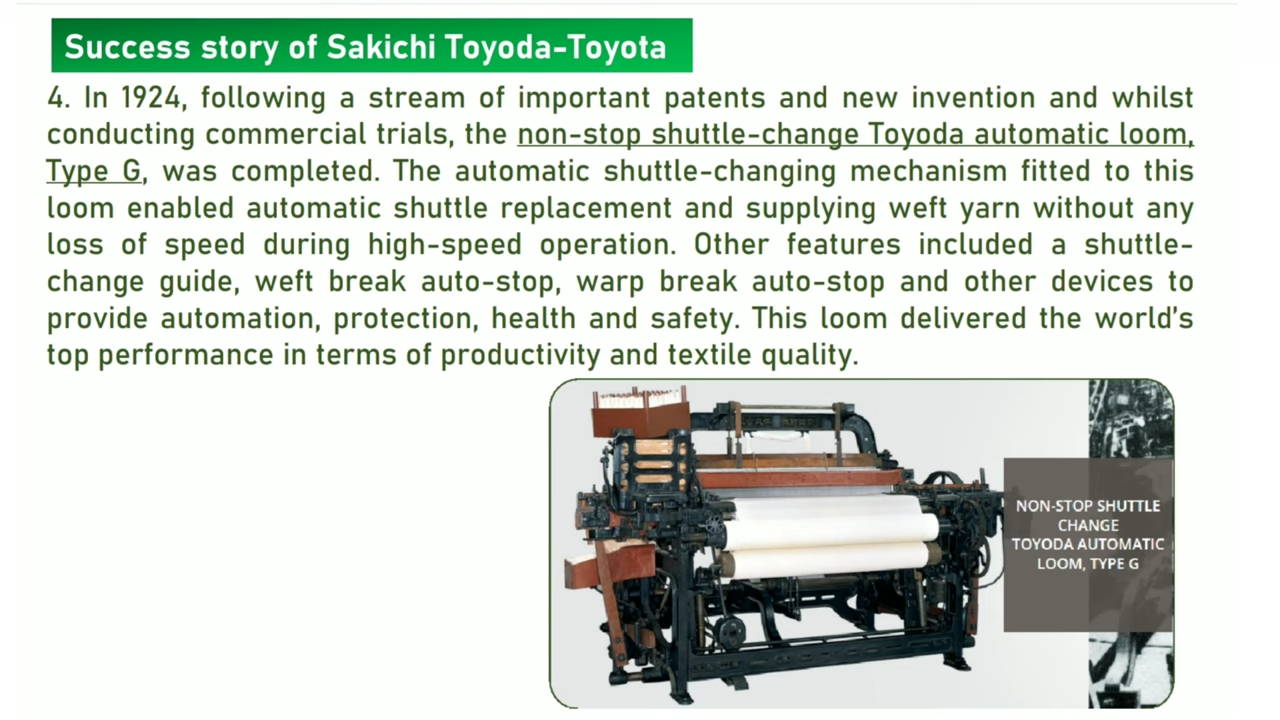 Success story of Sakichi Toyoda-Toyota
4. In 1924, following a stream of important patents and new invention and whilst
conducting commercial trials, the non-stop shuttle-change Toyoda automatic loom,
Type G, was completed. The automatic shuttle-changing mechanism fitted to this
loom enabled automatic shuttle replacement and supplying weft yarn without any
loss of speed during high-speed operation. Other features included a shuttle-
change guide, weft break auto-stop, warp break auto-stop and other devices to
provide automation, protection, health and safety. This loom delivered the world's
top performance in terms of productivity and textile quality.
NON-STOP SHUTTLE
CHANGE
TOYODA AUTOMATIC
LOOM, TYPE G